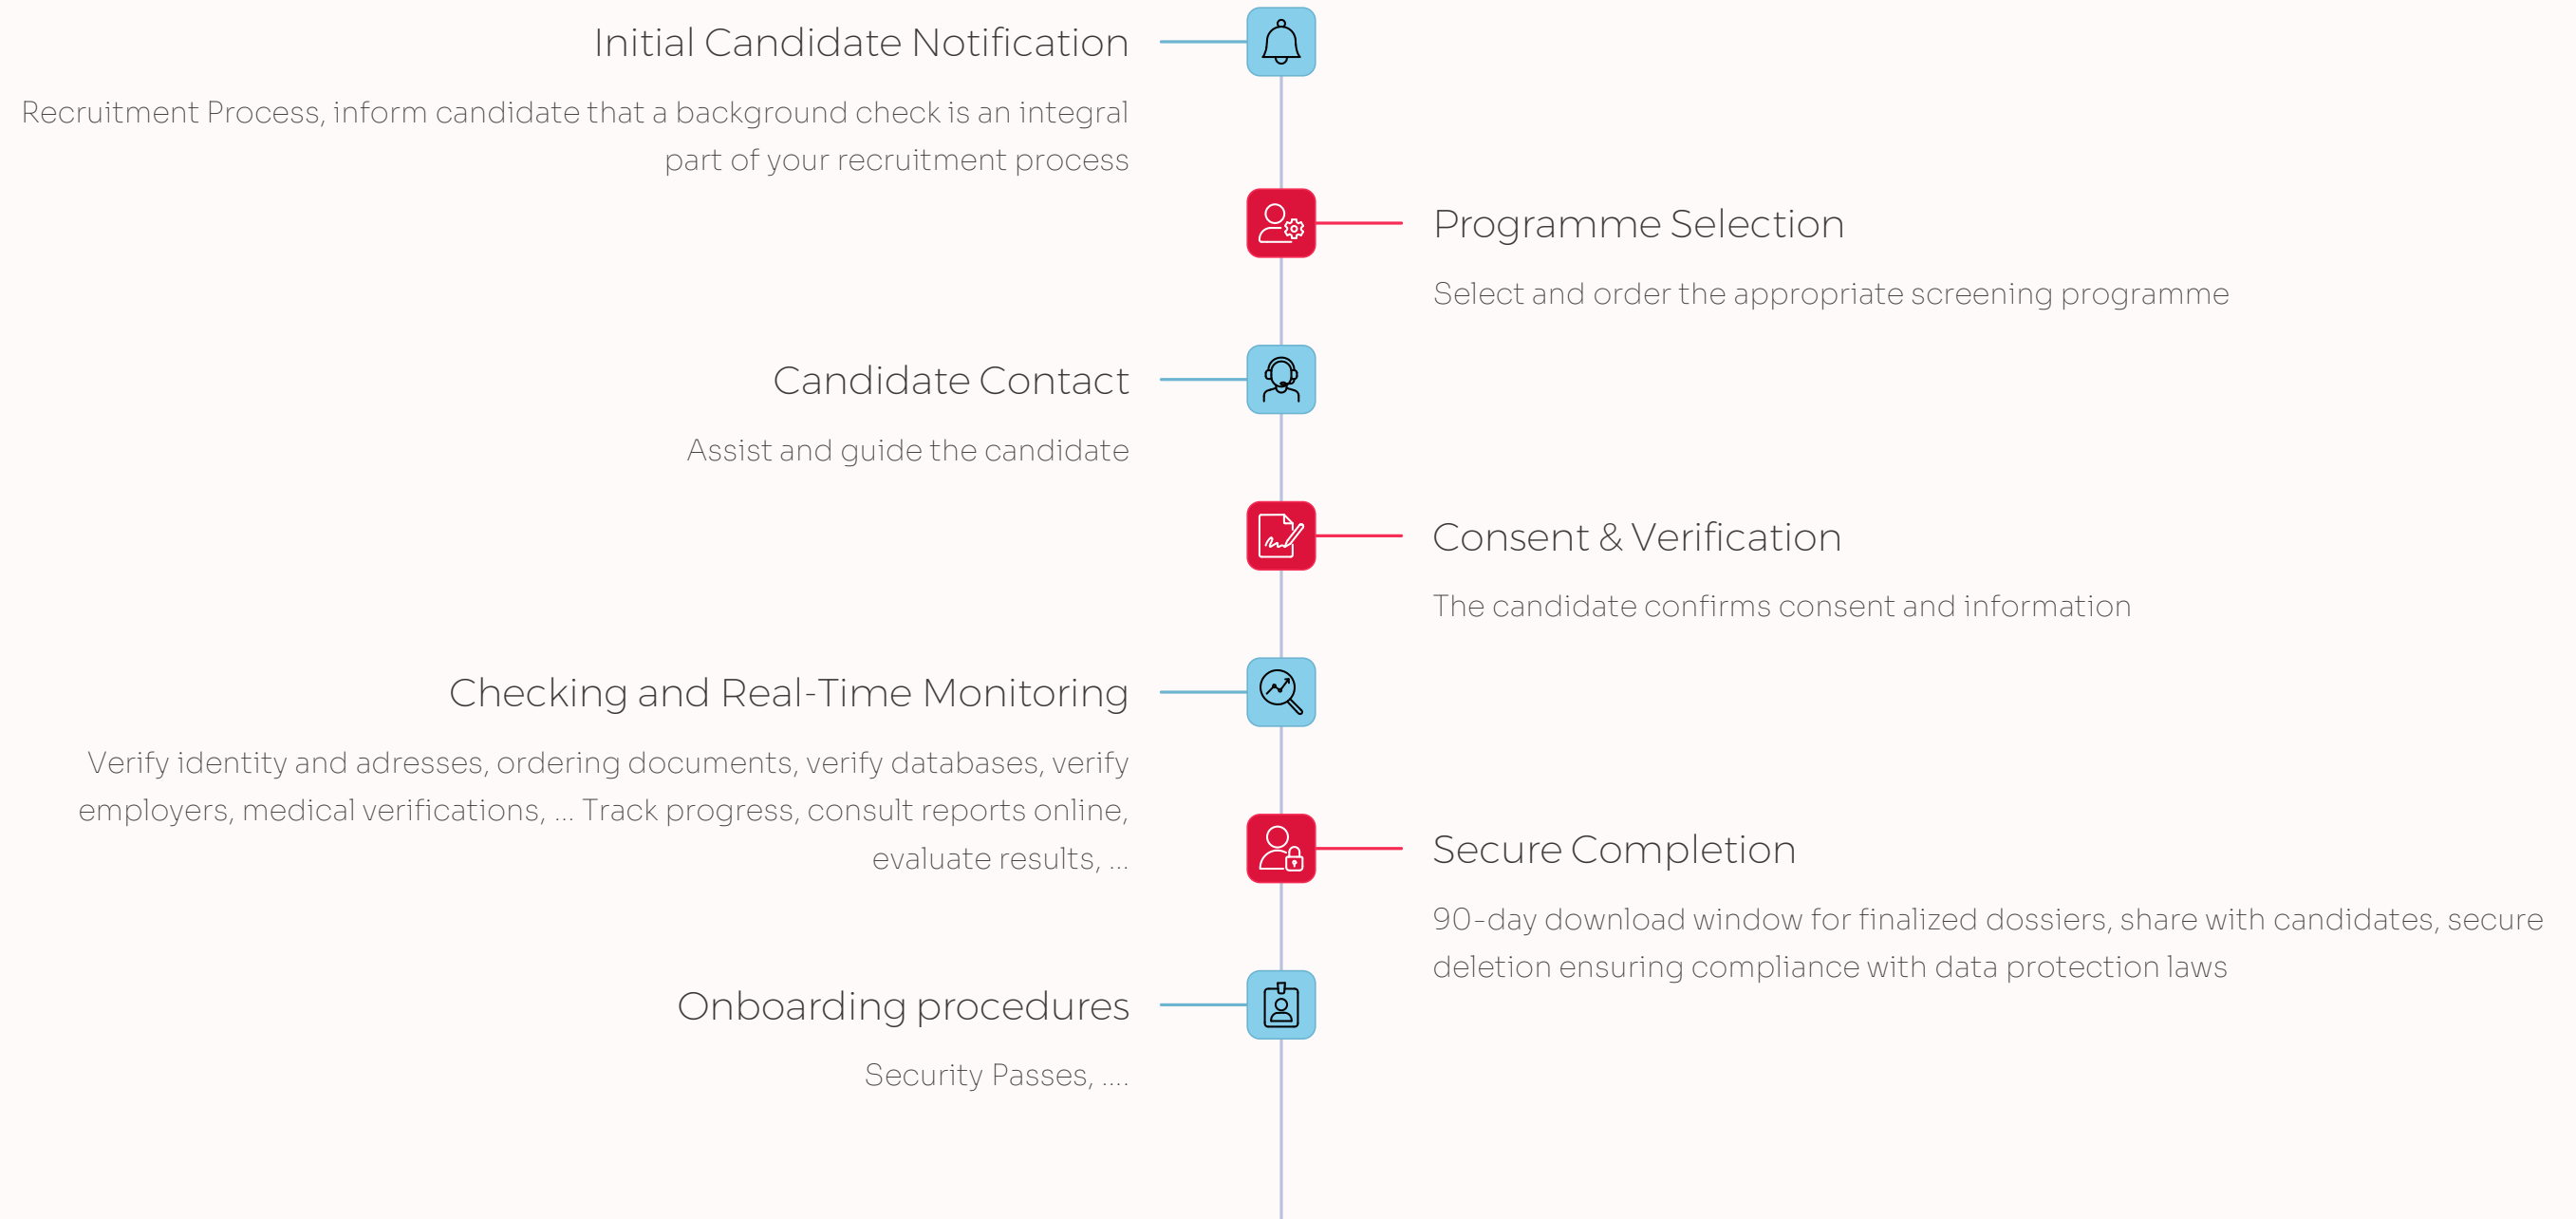 Initial Candidate Notification
Recruitment Process, inform candidate that a background check is an integral
part of your recruitment process
Programme Selection
Select and order the appropriate screening programme
Candidate Contact
Assist and guide the candidate
Consent & Verification
The candidate confirms consent and information
Checking and Real-Time Monitoring
Verify identity and adresses, ordering documents, verify databases, verify
employers, medical verifications, ... Track progress, consult reports online,
evaluate results, ...
Secure Completion
90-day download window for finalized dossiers, share with candidates, secure
deletion ensuring compliance with data protection laws
Onboarding procedures
Security Passes, ....